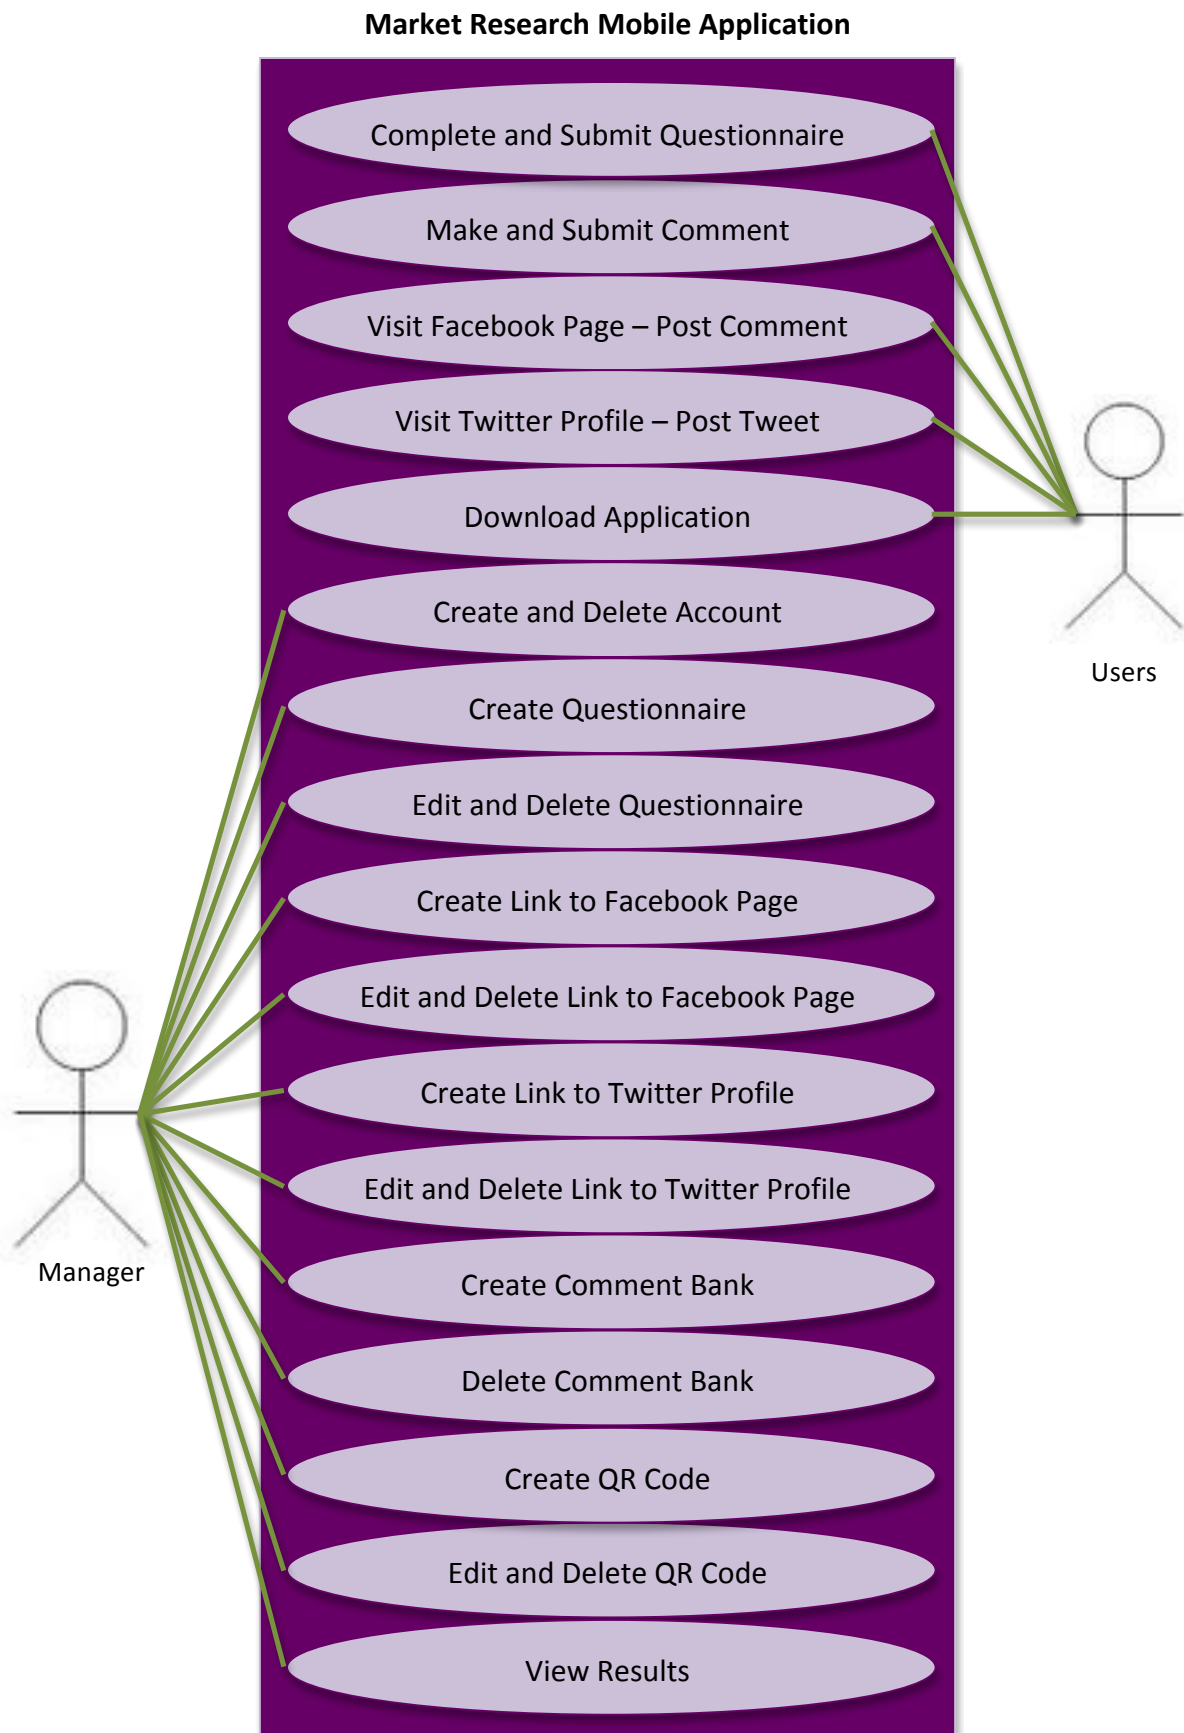 Market Research Mobile Application
Complete and Submit Questionnaire
Make and Submit Comment
Visit Facebook Page – Post Comment
Visit Twitter Profile – Post Tweet
Download Application
Create and Delete Account
Users
Create Questionnaire
Edit and Delete Questionnaire
Create Link to Facebook Page
Edit and Delete Link to Facebook Page
Create Link to Twitter Profile
Edit and Delete Link to Twitter Profile
Manager
Create Comment Bank
Delete Comment Bank
Create QR Code
Edit and Delete QR Code
View Results